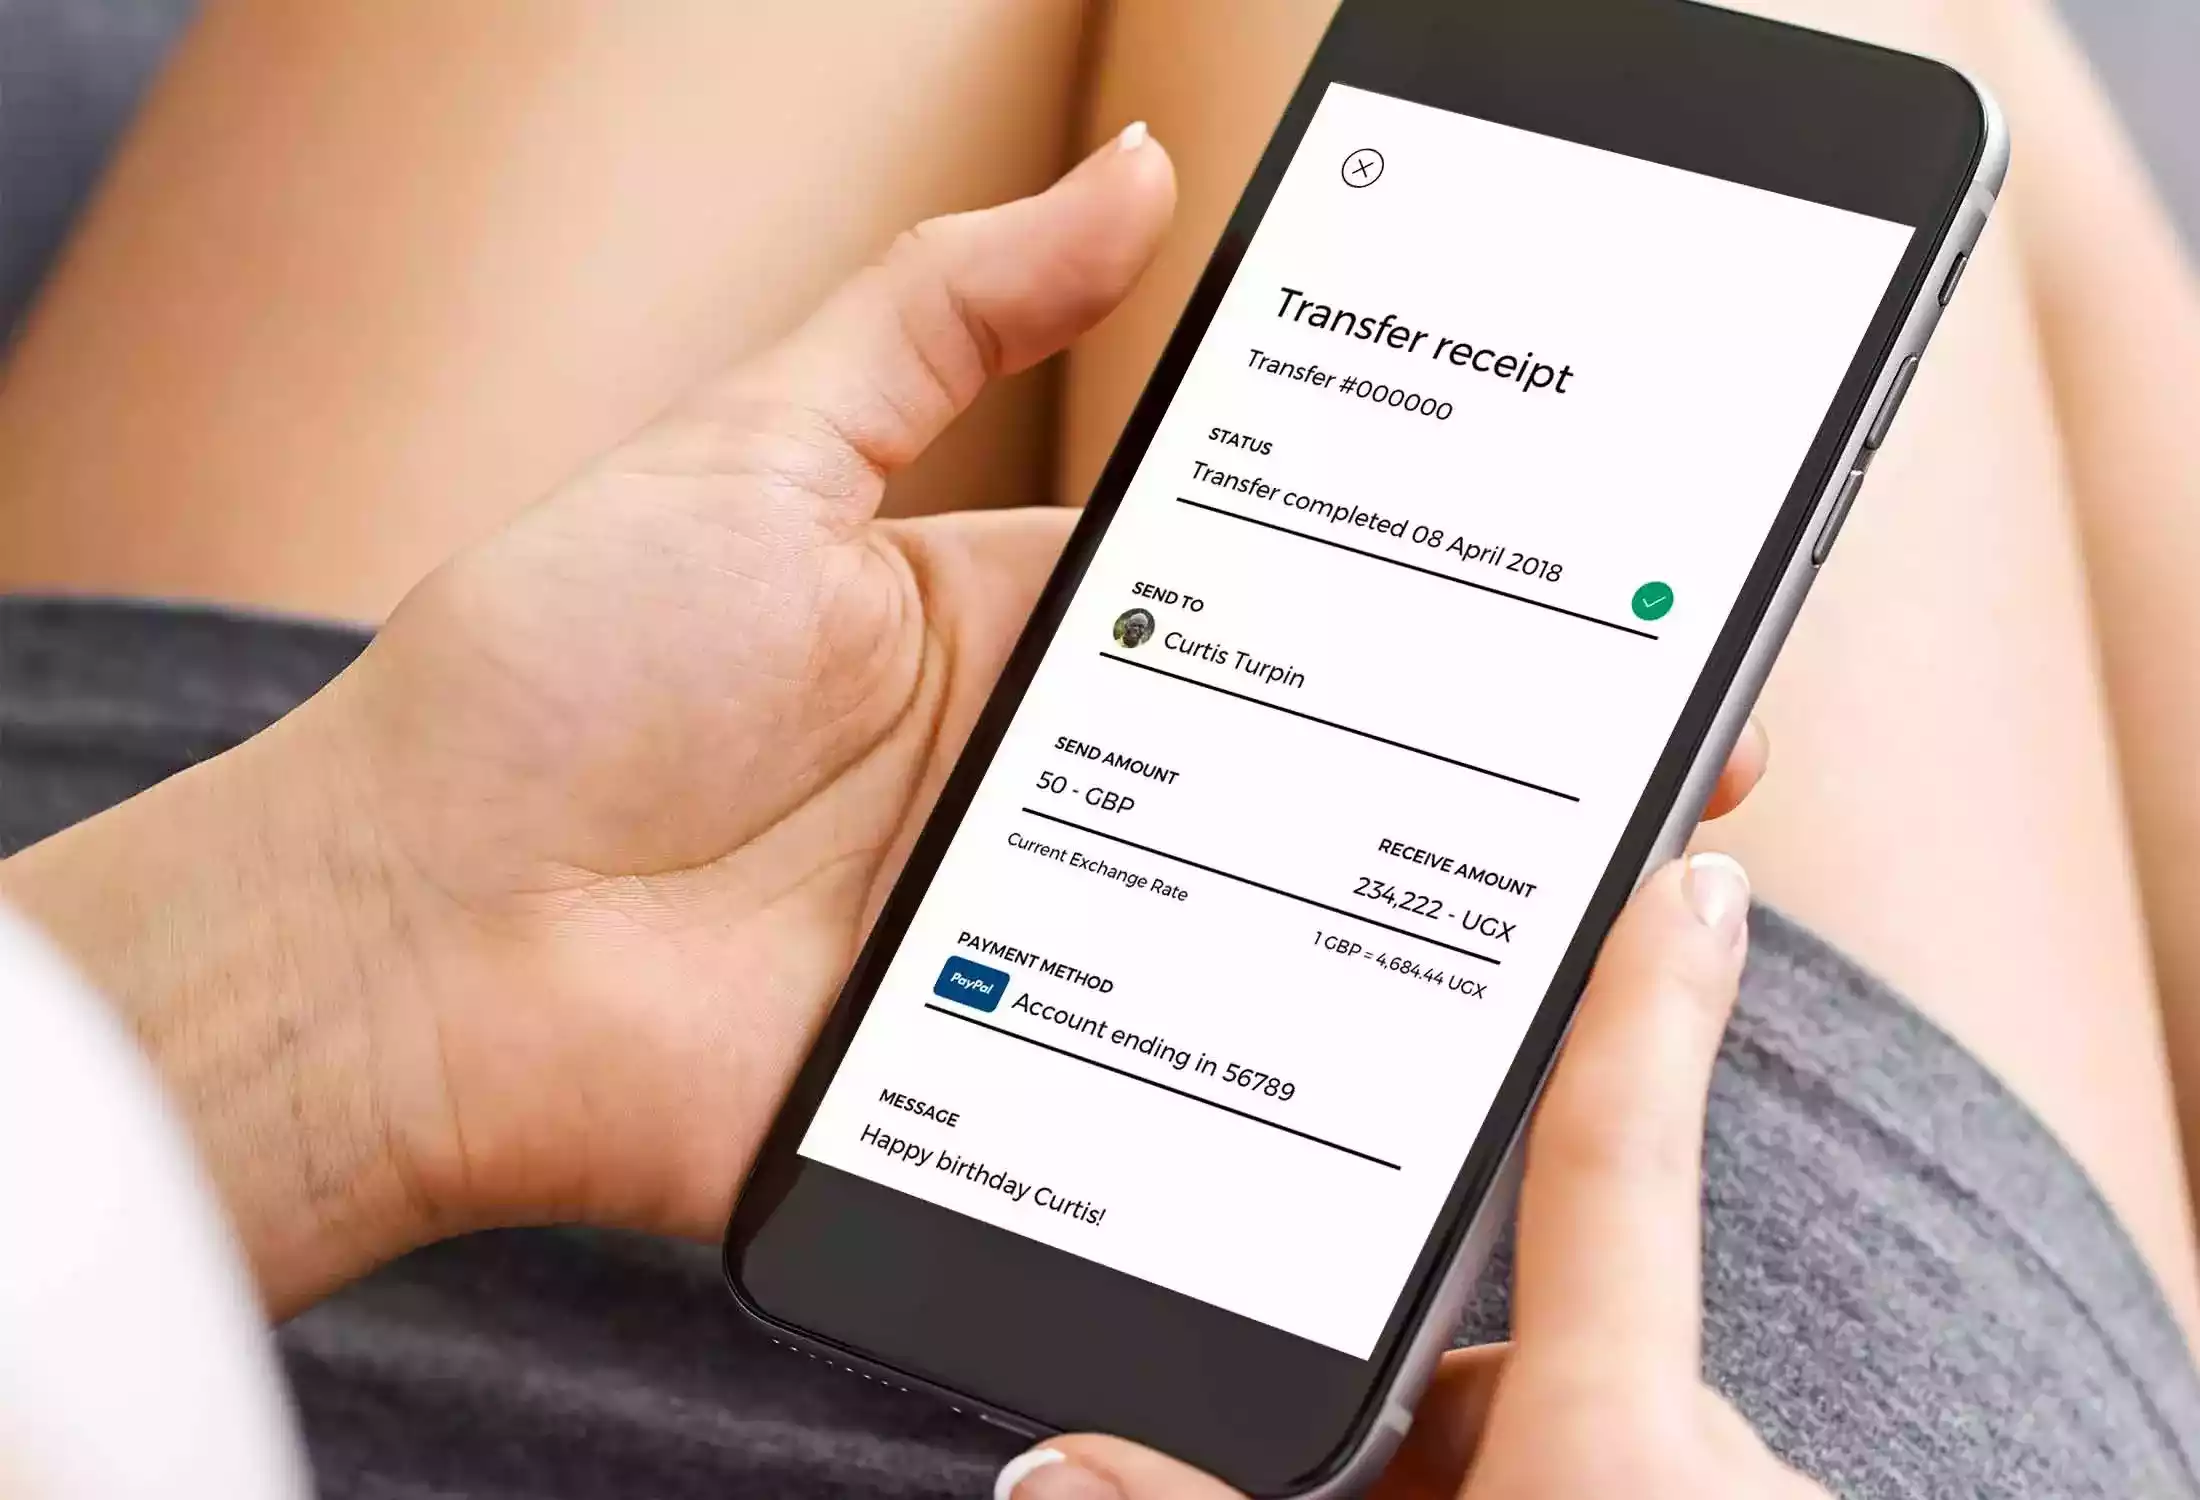 Transfer receipt
Transfer #000000
STATUS
Transfer completed 08 April 2018
SEND TO
Curtis Turpin
SEND AMOUNT
50 - GBP
RECEIVE AMOUNT
234,222 - UGX
Current Exchange Rate
1 GBP = 4,684.44 UGX
PAYMENT METHOD
PayPal Account ending in 56789
MESSAGE
Happy birthday Curtis!